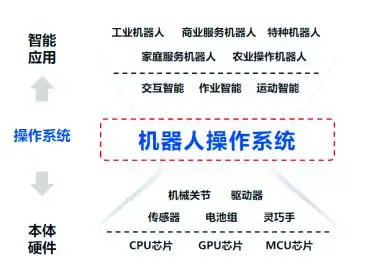 智能
应用
工业机器人 商业服务机器人 特种机器人
家庭服务机器人 农业操作机器人
交互智能 作业智能 运动智能
操作系统
机器人操作系统
机械关节 驱动器
传感器 电池组 灵巧手
本体
硬件
CPU芯片 GPU芯片 MCU芯片